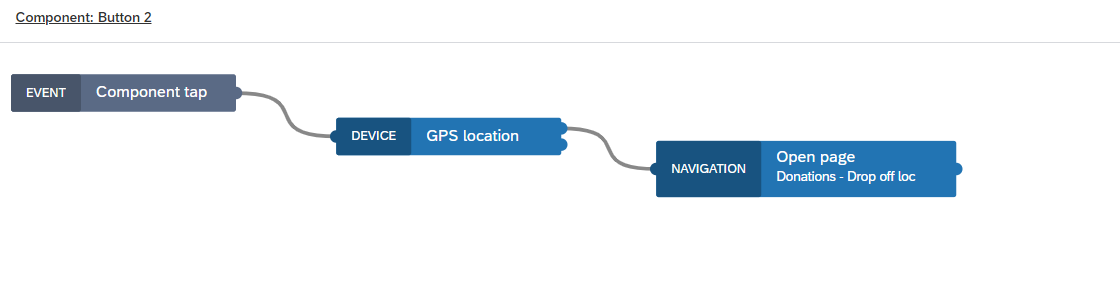 Component: Button 2
EVENT
Component tap
DEVICE
GPS location
NAVIGATION
Open page
Donations - Drop off loc